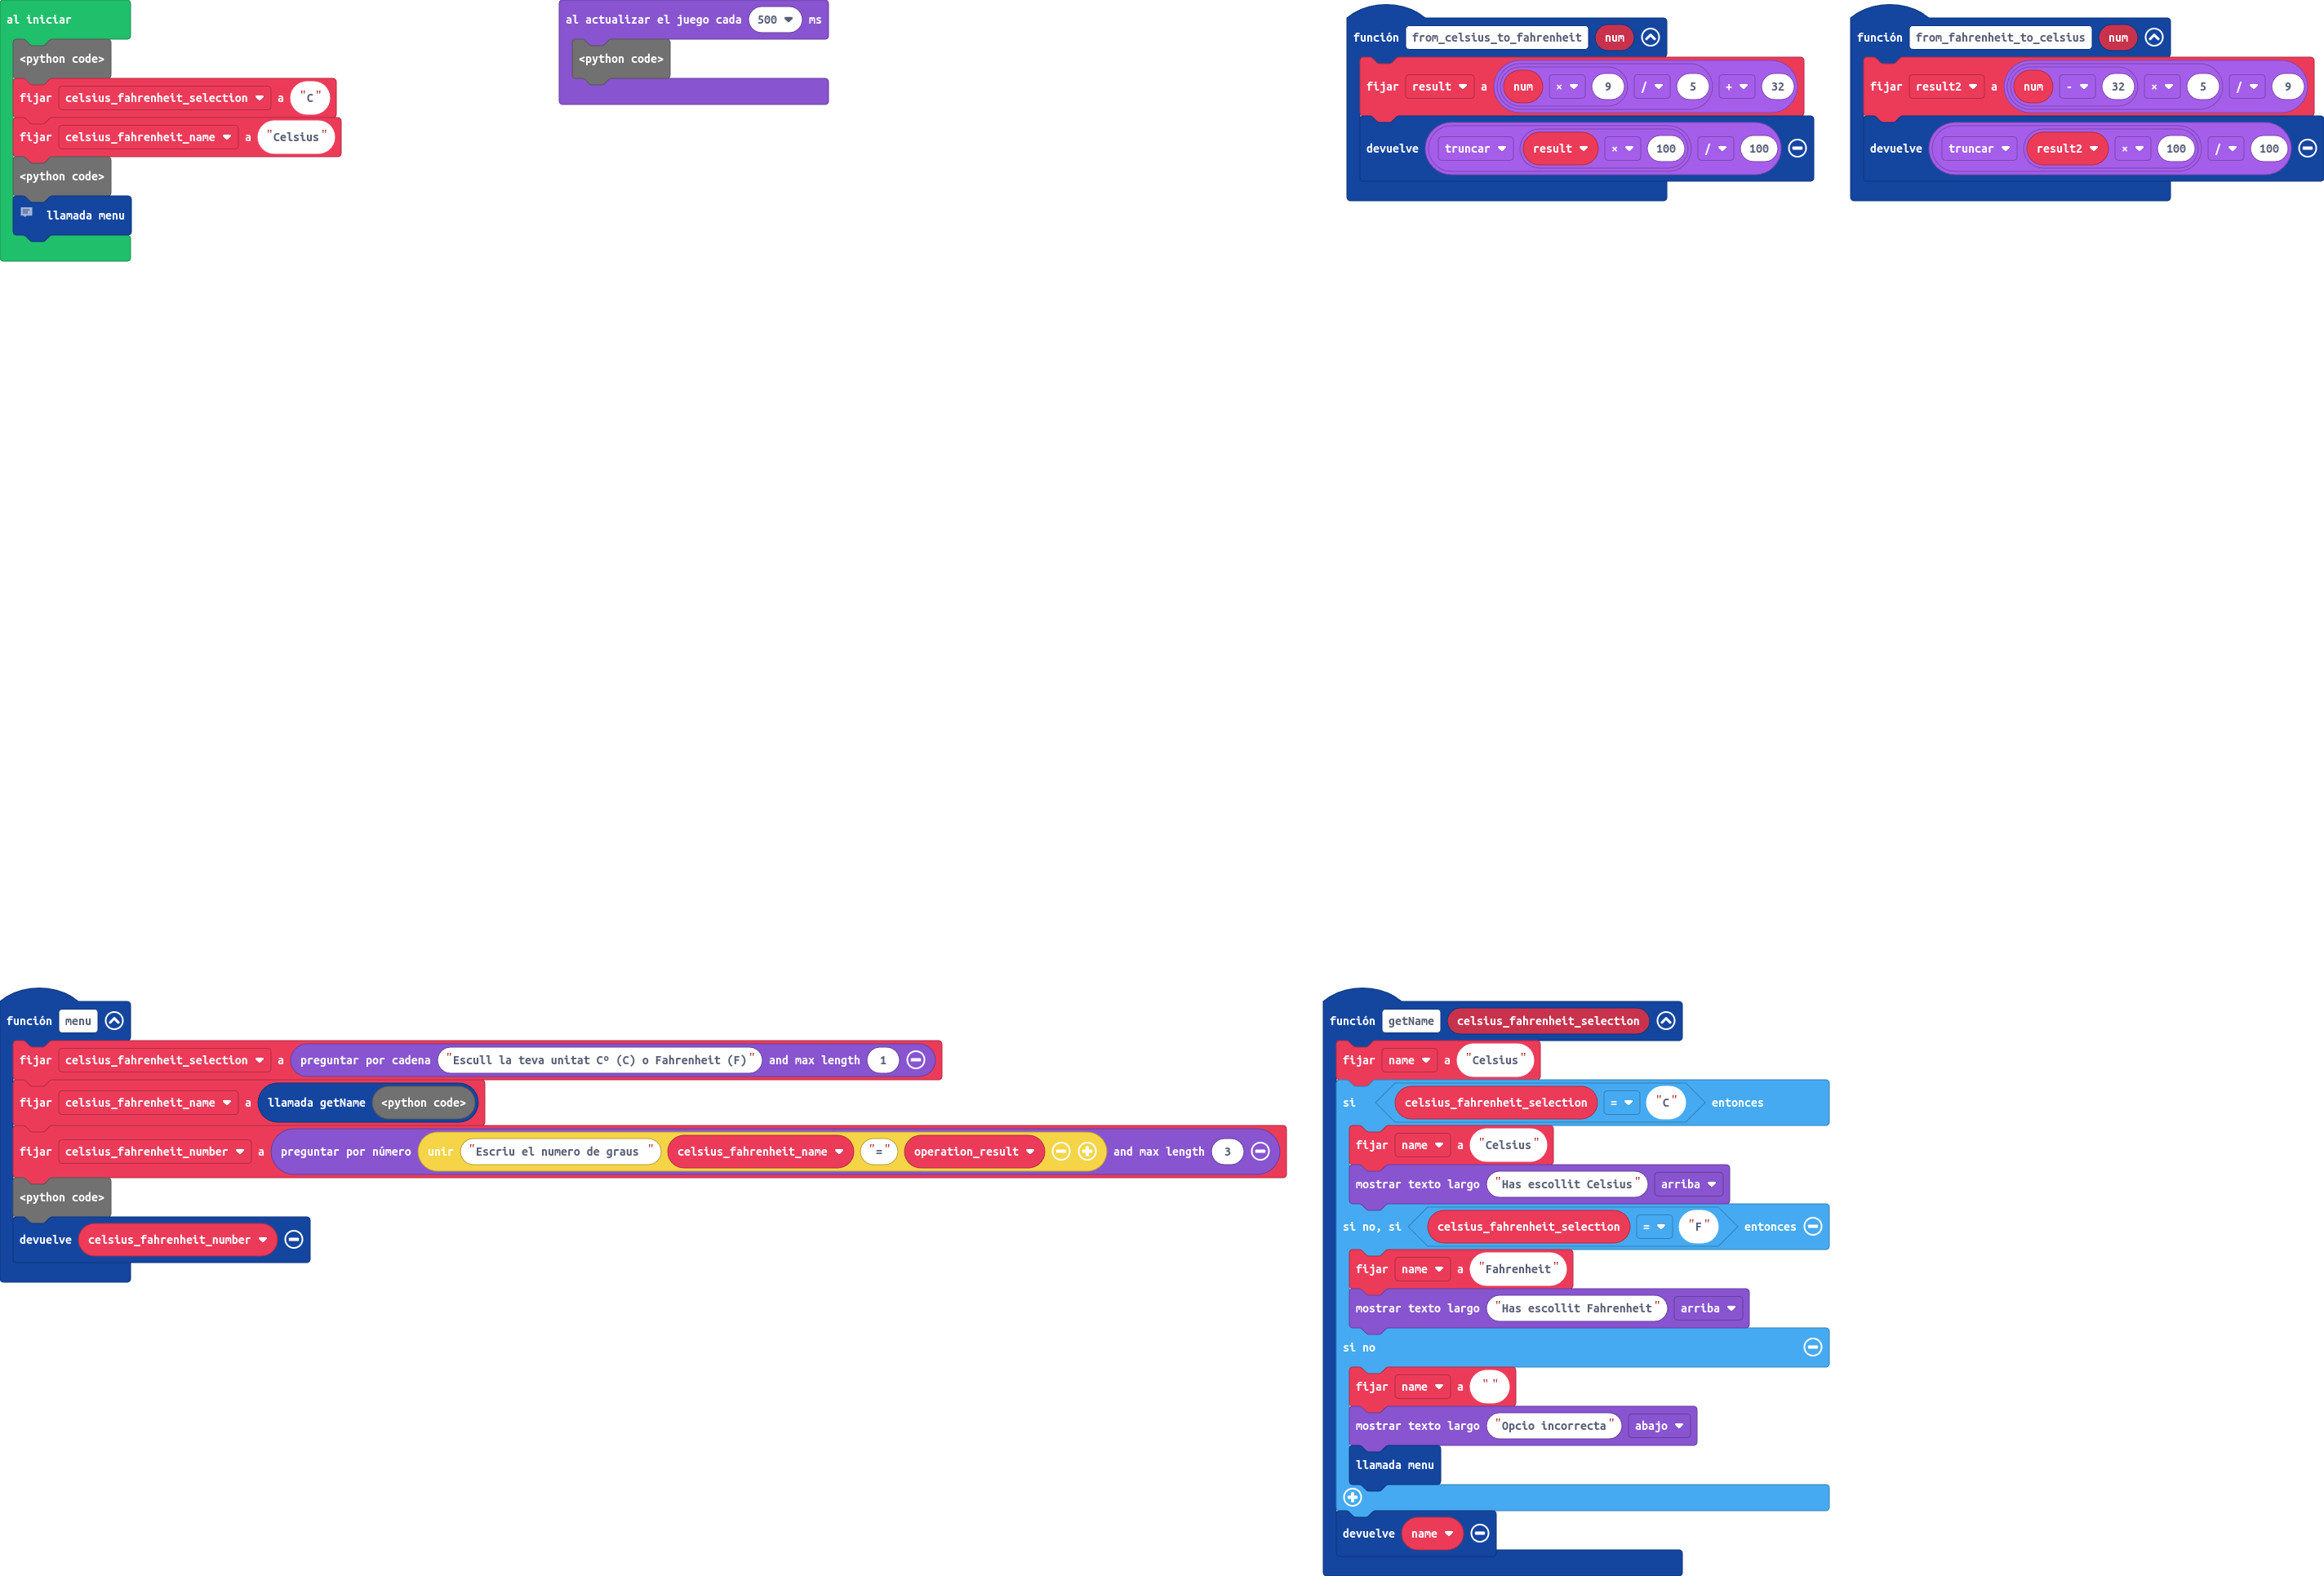 al iniciar
<python code>
fijar celsius_fahrenheit_selection a "C"
fijar celsius_fahrenheit_name a "Celsius"
<python code>
llamada menu
al actualizar el juego cada 500 ms
<python code>
función from_celsius_to_fahrenheit num
fijar result a num × 9 / 5 + 32
devuelve truncar result × 100 / 100
función from_fahrenheit_to_celsius num
fijar result2 a num - 32 × 5 / 9
devuelve truncar result2 × 100 / 100
función menu
fijar celsius_fahrenheit_selection a preguntar por cadena "Escull la teva unitat Cº (C) o Fahrenheit (F)" and max length 1
fijar celsius_fahrenheit_name a llamada getName <python code>
fijar celsius_fahrenheit_number a preguntar por número unir "Escriu el numero de graus " celsius_fahrenheit_name "=" operation_result and max length 3
<python code>
devuelve celsius_fahrenheit_number
función getName celsius_fahrenheit_selection
fijar name a "Celsius"
si celsius_fahrenheit_selection = "C" entonces
fijar name a "Celsius"
mostrar texto largo "Has escollit Celsius" arriba
si no, si celsius_fahrenheit_selection = "F" entonces
fijar name a "Fahrenheit"
mostrar texto largo "Has escollit Fahrenheit" arriba
si no
fijar name a " "
mostrar texto largo "Opcio incorrecta" abajo
llamada menu
devuelve name